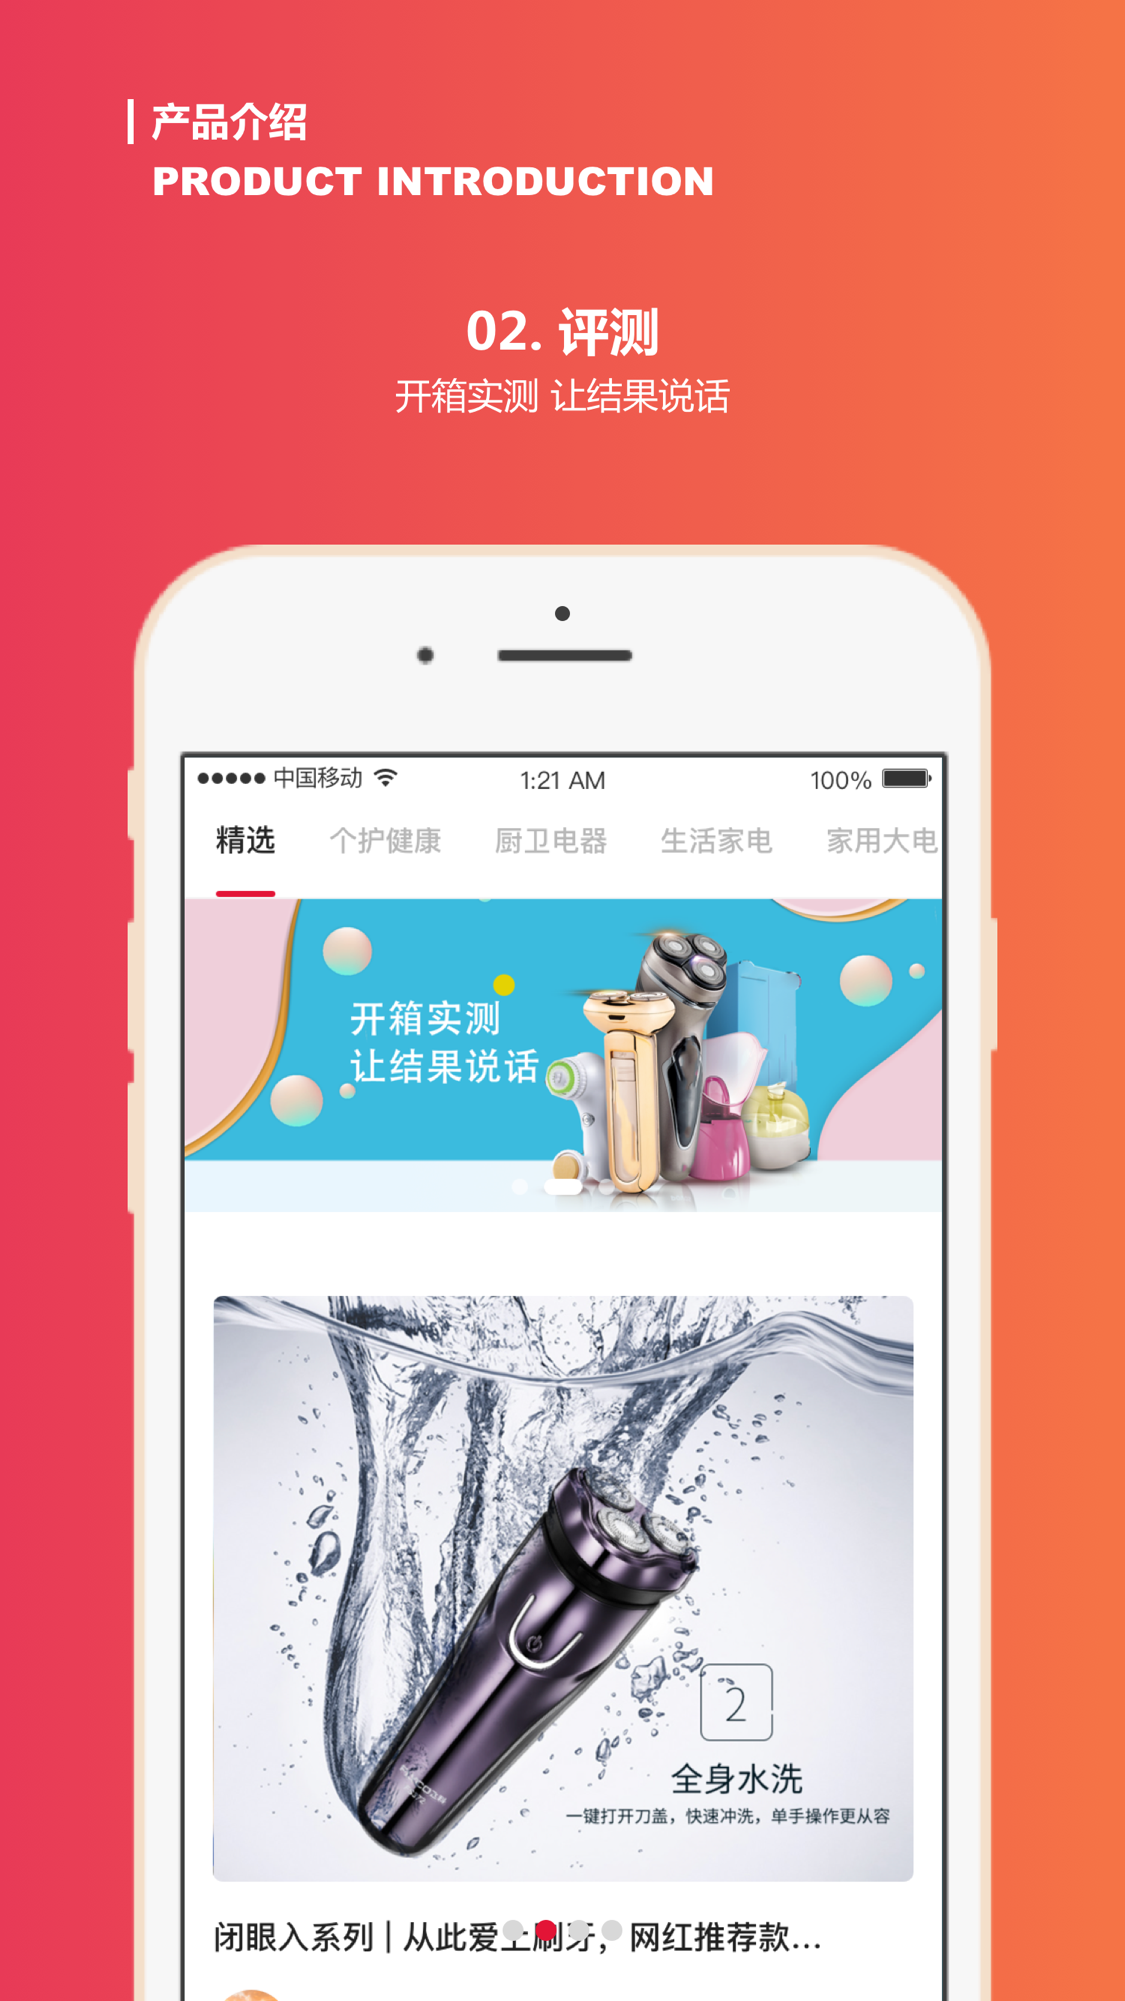 产品介绍
PRODUCT INTRODUCTION
02. 评测
开箱实测 让结果说话
中国移动 1:21 AM 100%
精选 个护健康 厨卫电器 生活家电 家用大电
开箱实测
让结果说话
2
全身水洗
一键打开刀盖，快速冲洗，单手操作更从容
闭眼入系列 | 从此爱上刷牙，网红推荐款...